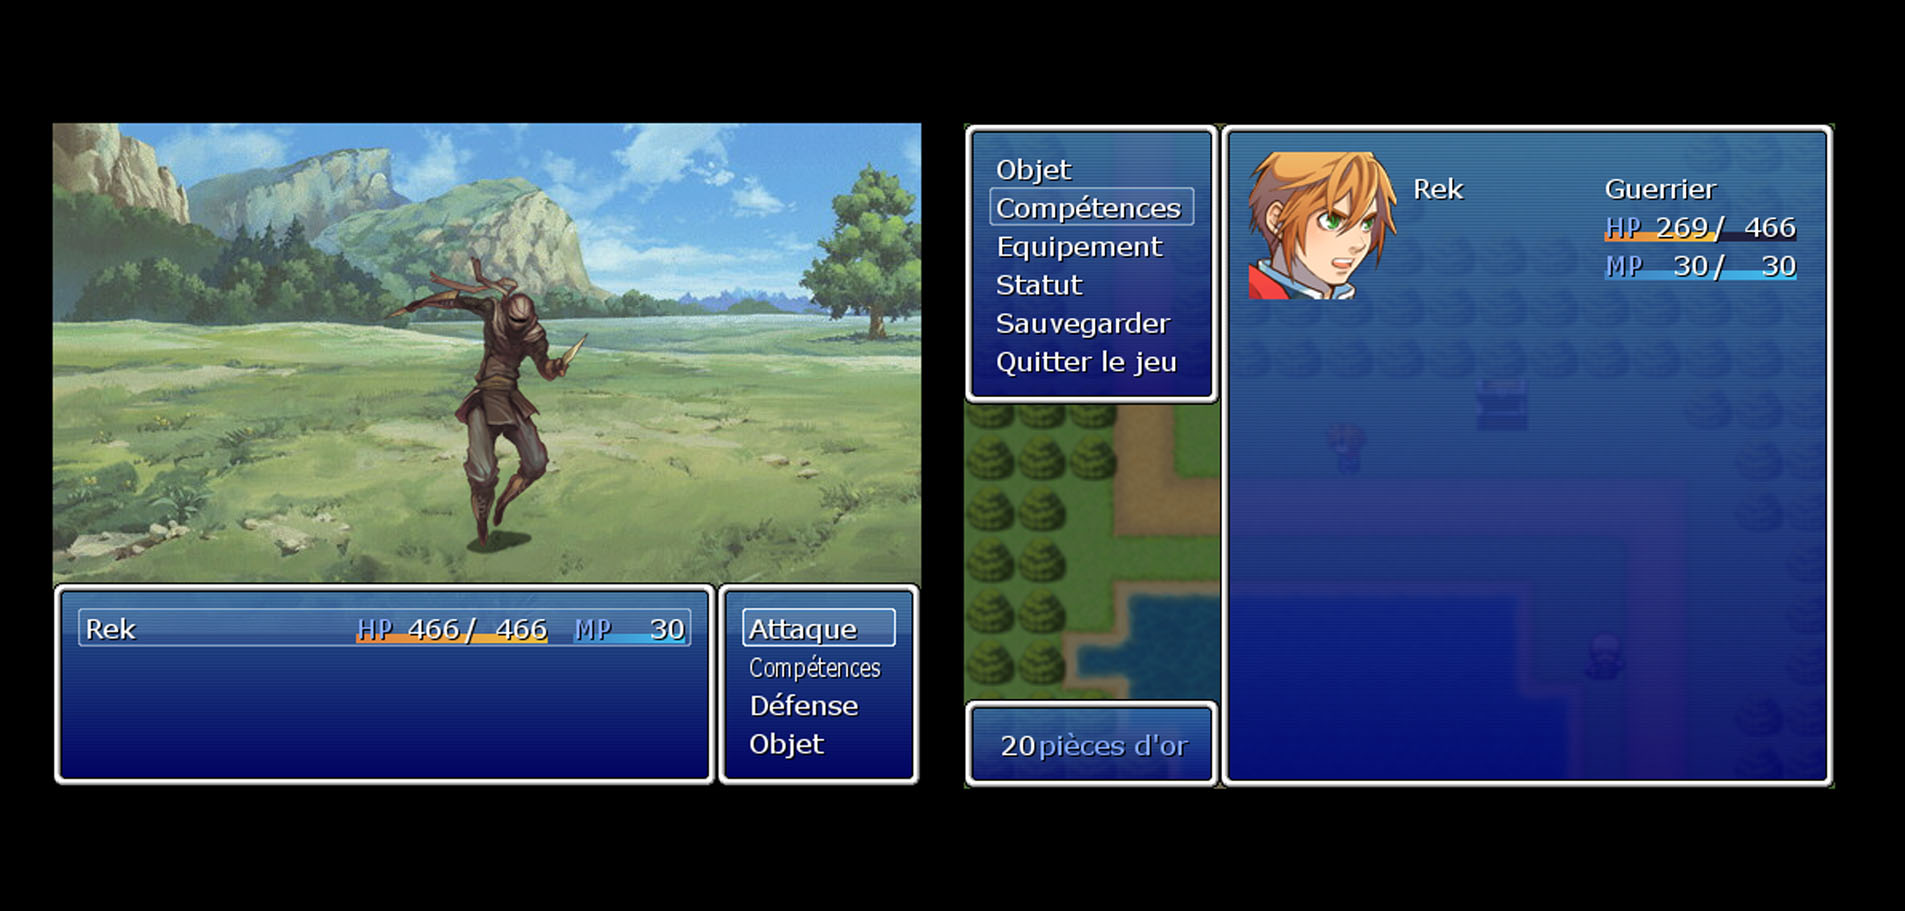 Rek HP 466/ 466 MP 30
Attaque
Compétences
Défense
Objet
Objet
Compétences
Equipement
Statut
Sauvegarder
Quitter le jeu
20 pièces d'or
Rek Guerrier
HP 269/ 466
MP 30/ 30